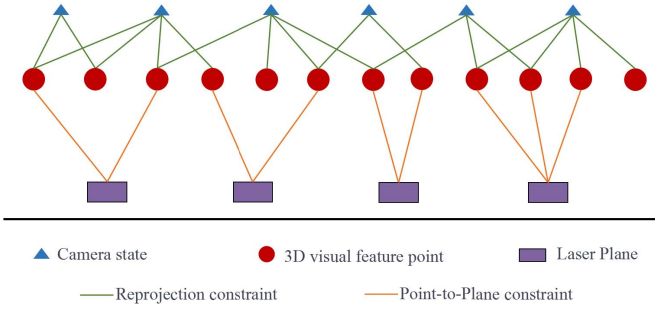 Camera state
3D visual feature point
Laser Plane
Reprojection constraint
Point-to-Plane constraint